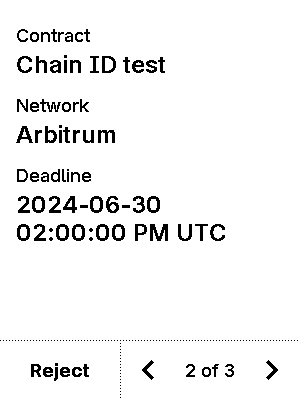 Contract
Chain ID test
Network
Arbitrum
Deadline
2024-06-30
02:00:00 PM UTC
Reject
2 of 3